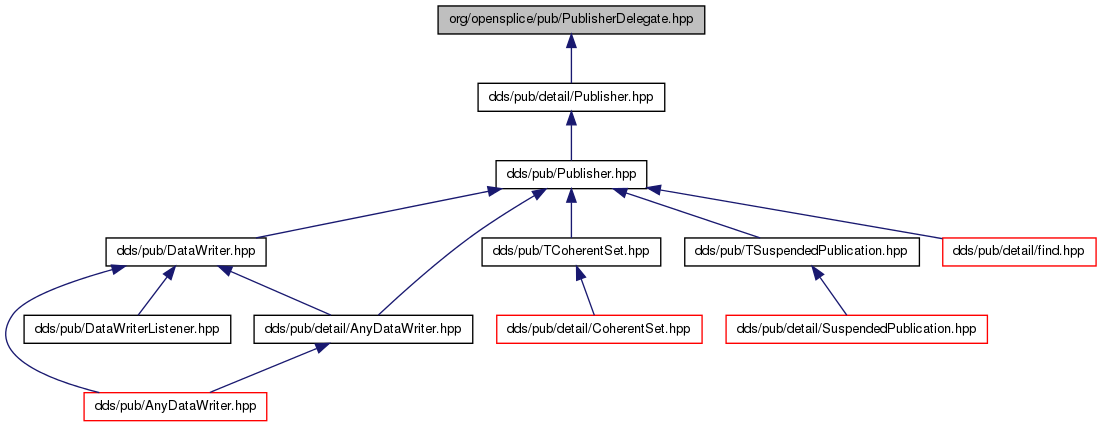 org/opensplice/pub/PublisherDelegate.hpp
dds/pub/detail/Publisher.hpp
dds/pub/Publisher.hpp
dds/pub/DataWriter.hpp
dds/pub/TCoherentSet.hpp
dds/pub/TSuspendedPublication.hpp
dds/pub/detail/find.hpp
dds/pub/DataWriterListener.hpp
dds/pub/detail/AnyDataWriter.hpp
dds/pub/detail/CoherentSet.hpp
dds/pub/detail/SuspendedPublication.hpp
dds/pub/AnyDataWriter.hpp